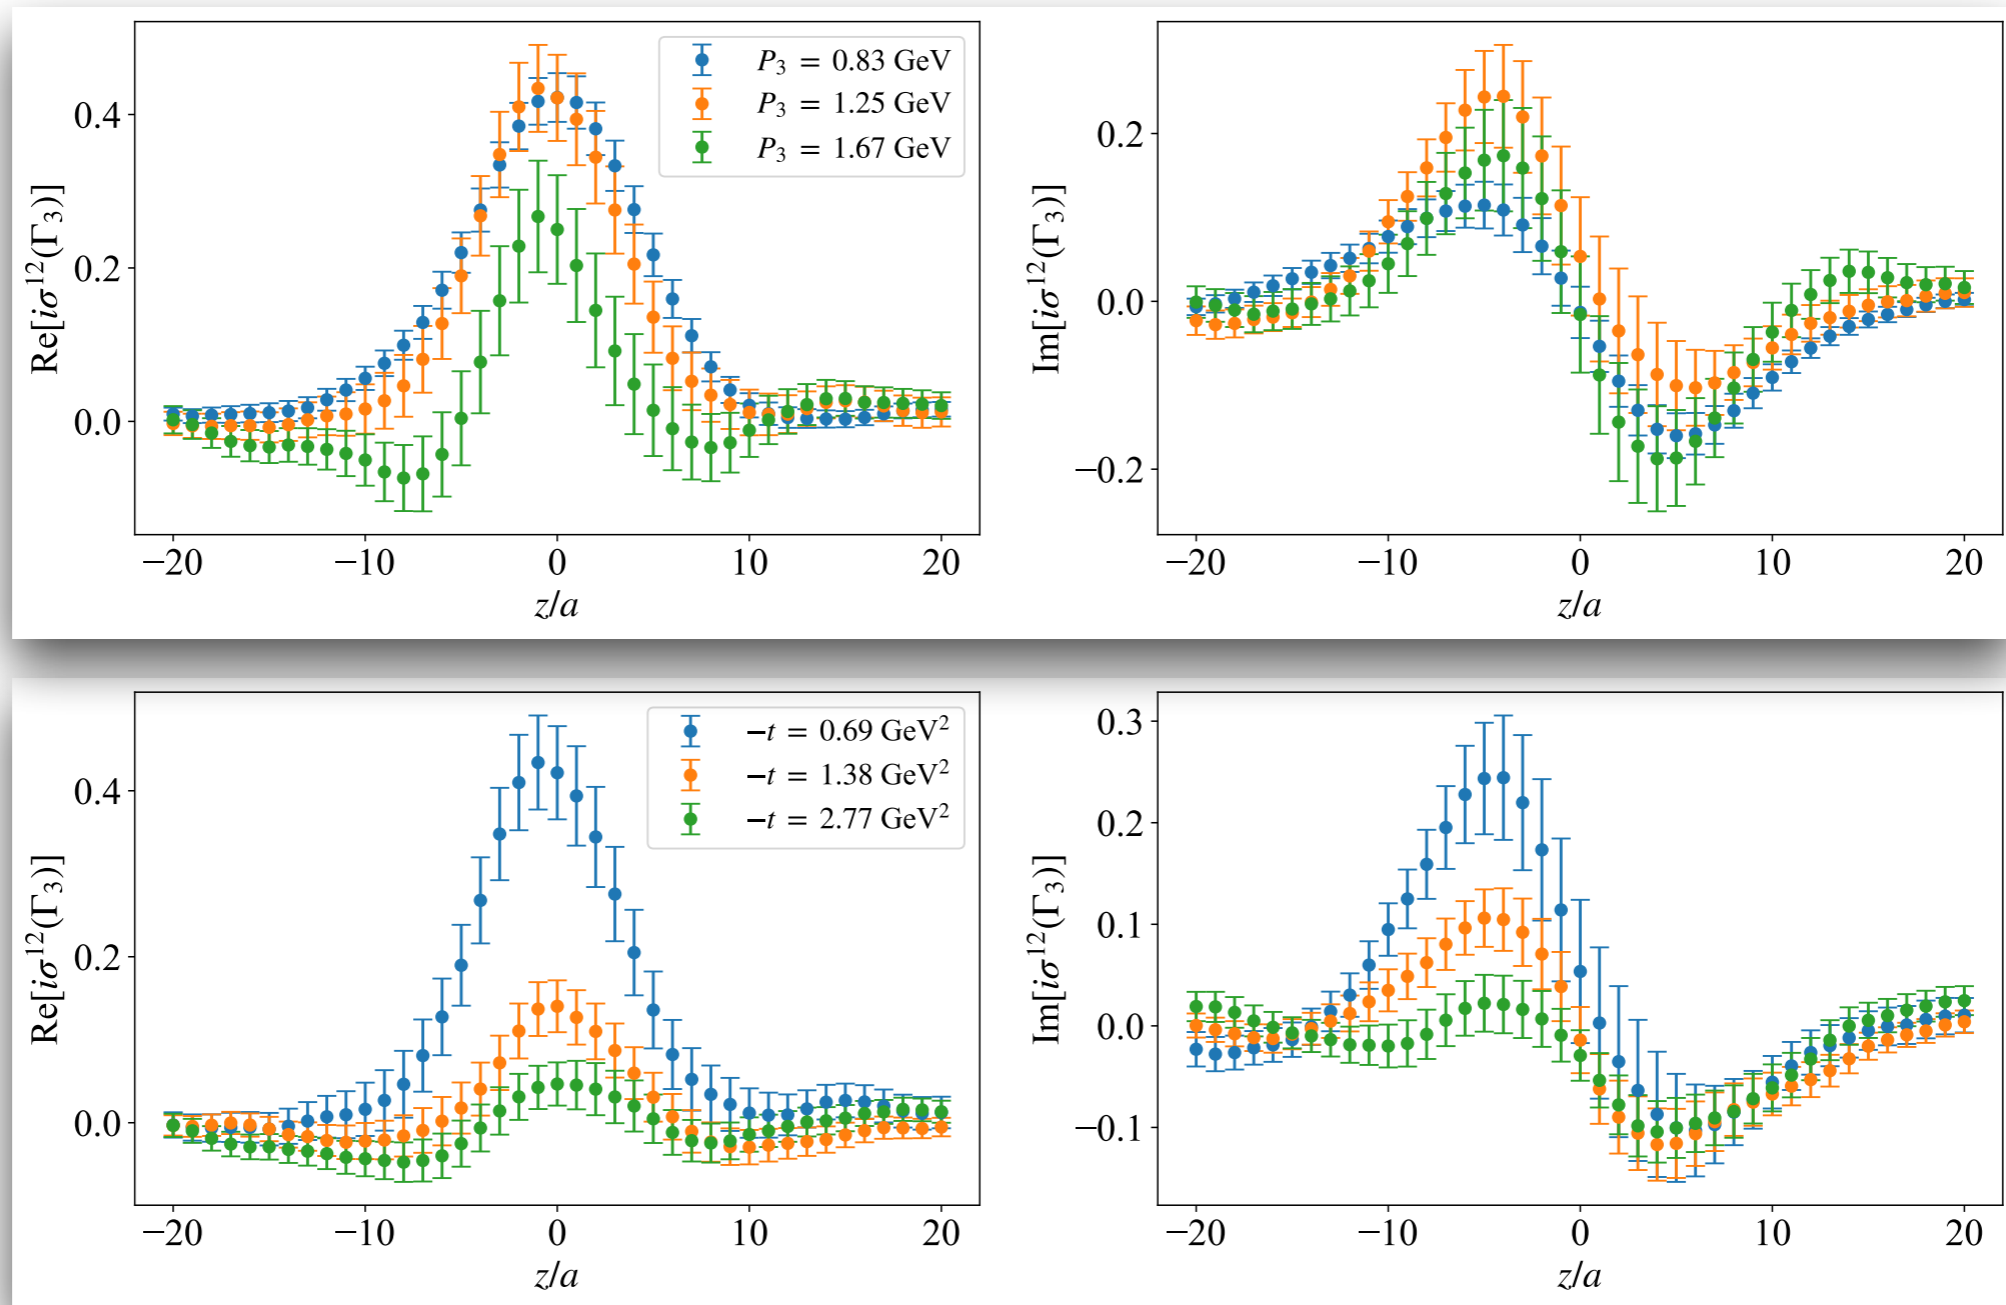 Re[iσ¹²(Γ₃)]
0.4
0.2
0.0
P₃ = 0.83 GeV
P₃ = 1.25 GeV
P₃ = 1.67 GeV
−20 −10 0 10 20
z/a
Im[iσ¹²(Γ₃)]
0.2
0.0
−0.2
−20 −10 0 10 20
z/a
Re[iσ¹²(Γ₃)]
0.4
0.2
0.0
−t = 0.69 GeV²
−t = 1.38 GeV²
−t = 2.77 GeV²
−20 −10 0 10 20
z/a
Im[iσ¹²(Γ₃)]
0.3
0.2
0.1
0.0
−0.1
−20 −10 0 10 20
z/a